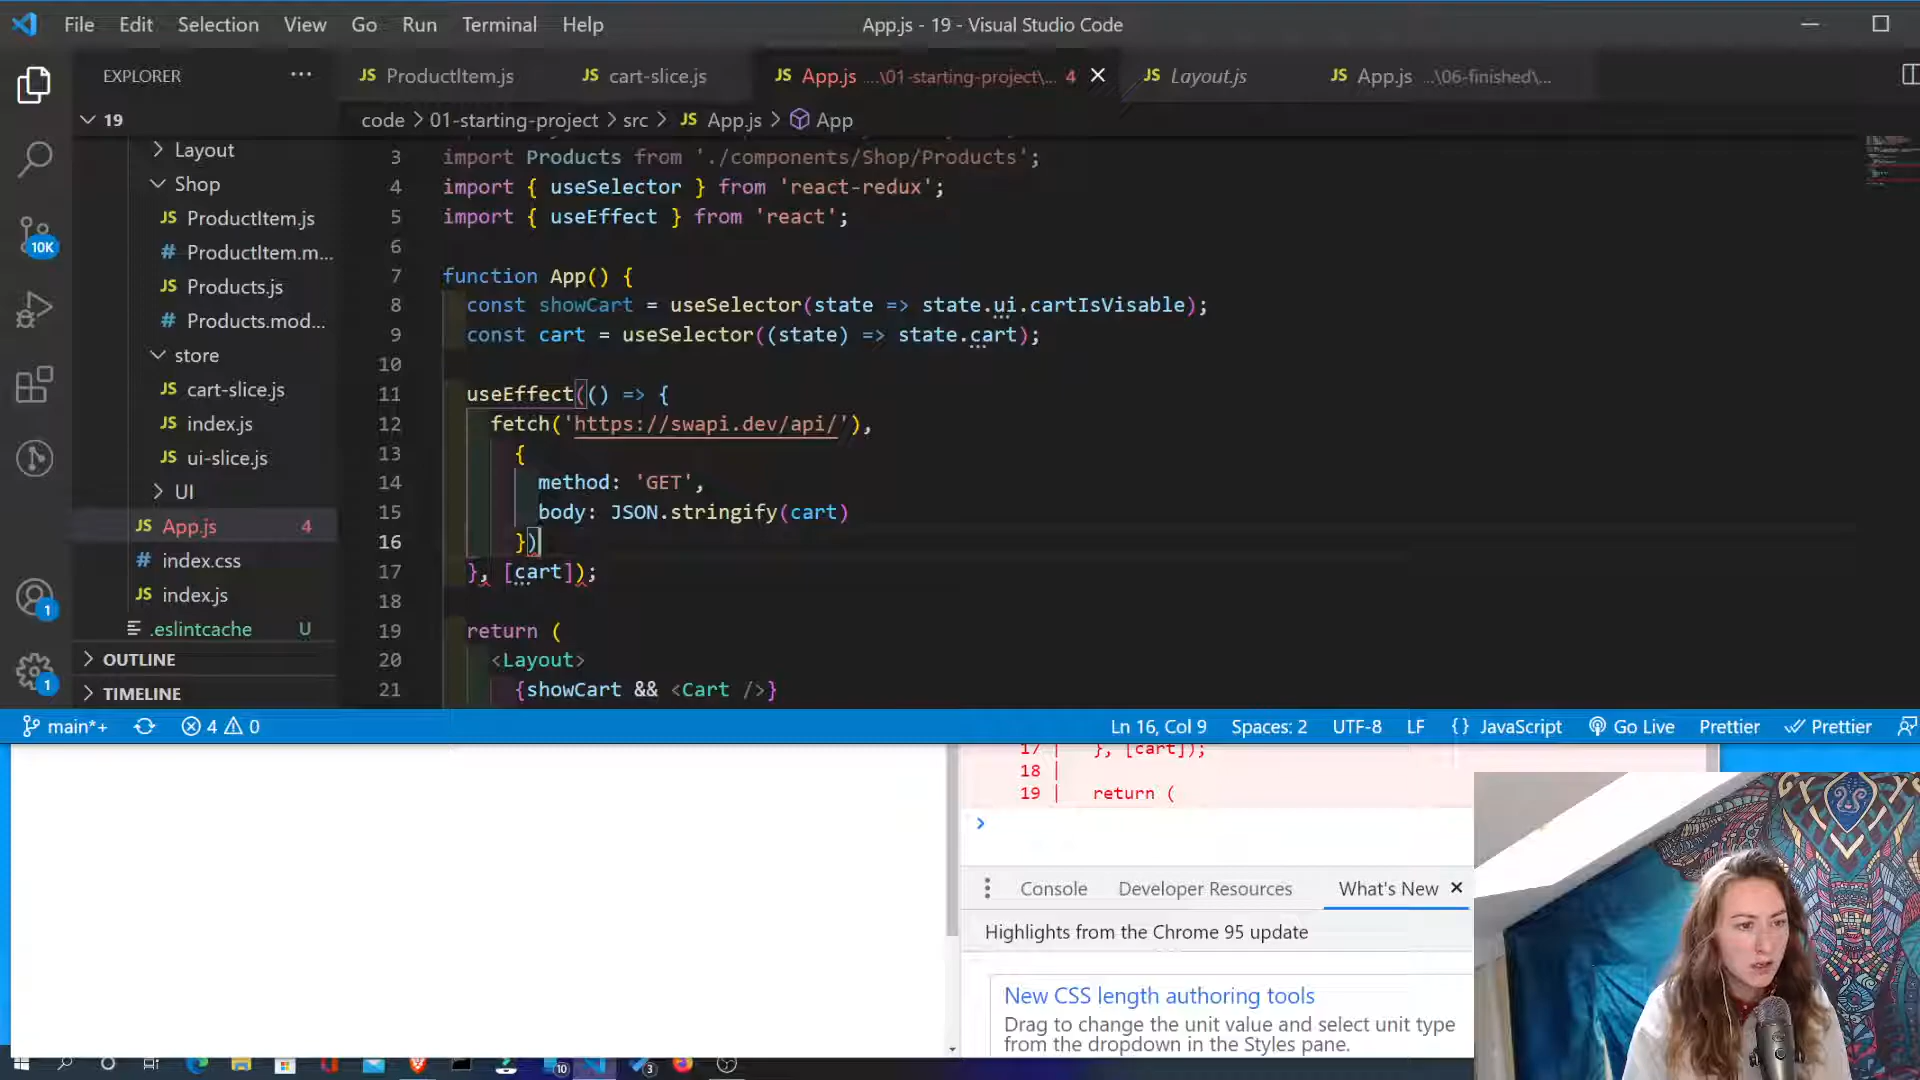 File Edit Selection View Go Run Terminal Help
App.js - 19 - Visual Studio Code
EXPLORER ...
JS ProductItem.js
JS cart-slice.js
JS App.js ...\01-starting-project\... 4
JS Layout.js
JS App.js ...\06-finished\...
19
code > 01-starting-project > src > JS App.js > App
Layout
Shop
JS ProductItem.js
# ProductItem.m...
JS Products.js
# Products.mod...
store
JS cart-slice.js
JS index.js
JS ui-slice.js
UI
JS App.js 4
# index.css
JS index.js
.eslintcache U
OUTLINE
TIMELINE
10K
1
1
3 import Products from './components/Shop/Products';
4 import { useSelector } from 'react-redux';
5 import { useEffect } from 'react';
6
7 function App() {
8 const showCart = useSelector(state => state.ui.cartIsVisable);
9 const cart = useSelector((state) => state.cart);
10
11 useEffect(() => {
12 fetch('https://swapi.dev/api/'),
13 {
14 method: 'GET',
15 body: JSON.stringify(cart)
16 })
17 }, [cart]);
18
19 return (
20 <Layout>
21 {showCart && <Cart />}
main*+ 4 0
Ln 16, Col 9 Spaces: 2 UTF-8 LF {} JavaScript Go Live Prettier Prettier
17 | }, [cart]);
18 |
19 | return (
>
Console Developer Resources What's New
Highlights from the Chrome 95 update
New CSS length authoring tools
Drag to change the unit value and select unit type
from the dropdown in the Styles pane.
10
3